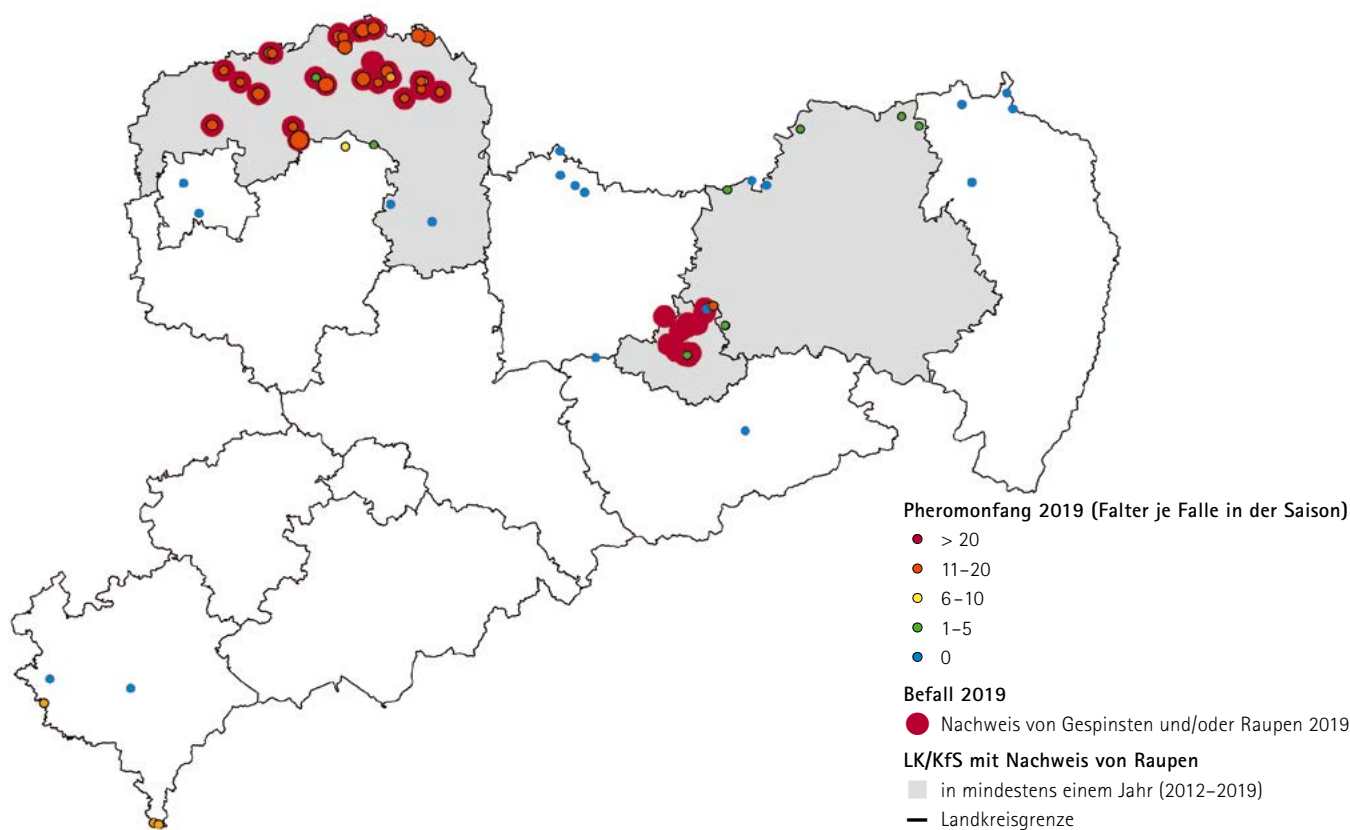 Pheromonfang 2019 (Falter je Falle in der Saison)
> 20
11–20
6–10
1–5
0
Befall 2019
Nachweis von Gespinsten und/oder Raupen 2019
LK/KfS mit Nachweis von Raupen
in mindestens einem Jahr (2012–2019)
Landkreisgrenze